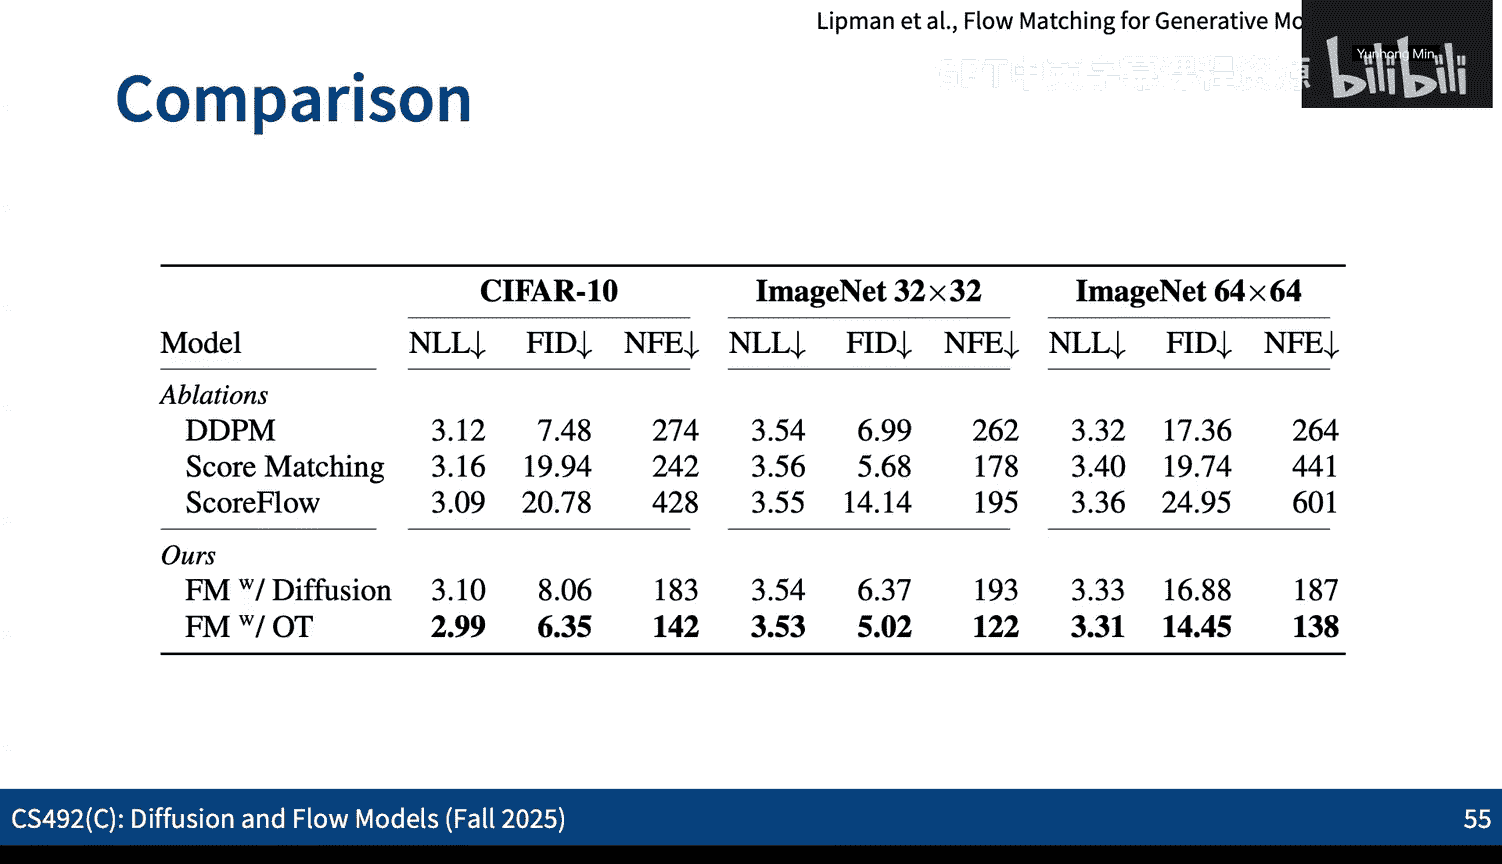 Lipman et al., Flow Matching for Generative Mo
Yunhong Min
bilibili
Comparison
CIFAR-10 ImageNet 32×32 ImageNet 64×64
Model NLL↓ FID↓ NFE↓ NLL↓ FID↓ NFE↓ NLL↓ FID↓ NFE↓
Ablations
DDPM 3.12 7.48 274 3.54 6.99 262 3.32 17.36 264
Score Matching 3.16 19.94 242 3.56 5.68 178 3.40 19.74 441
ScoreFlow 3.09 20.78 428 3.55 14.14 195 3.36 24.95 601
Ours
FM w/ Diffusion 3.10 8.06 183 3.54 6.37 193 3.33 16.88 187
FM w/ OT 2.99 6.35 142 3.53 5.02 122 3.31 14.45 138
CS492(C): Diffusion and Flow Models (Fall 2025) 55